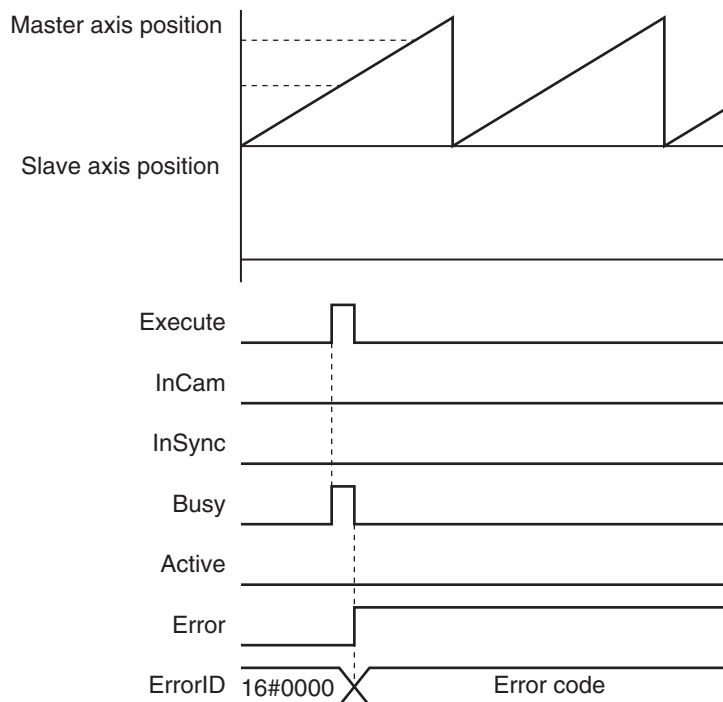 Master axis position
Slave axis position
Execute
InCam
InSync
Busy
Active
Error
ErrorID 16#0000 Error code